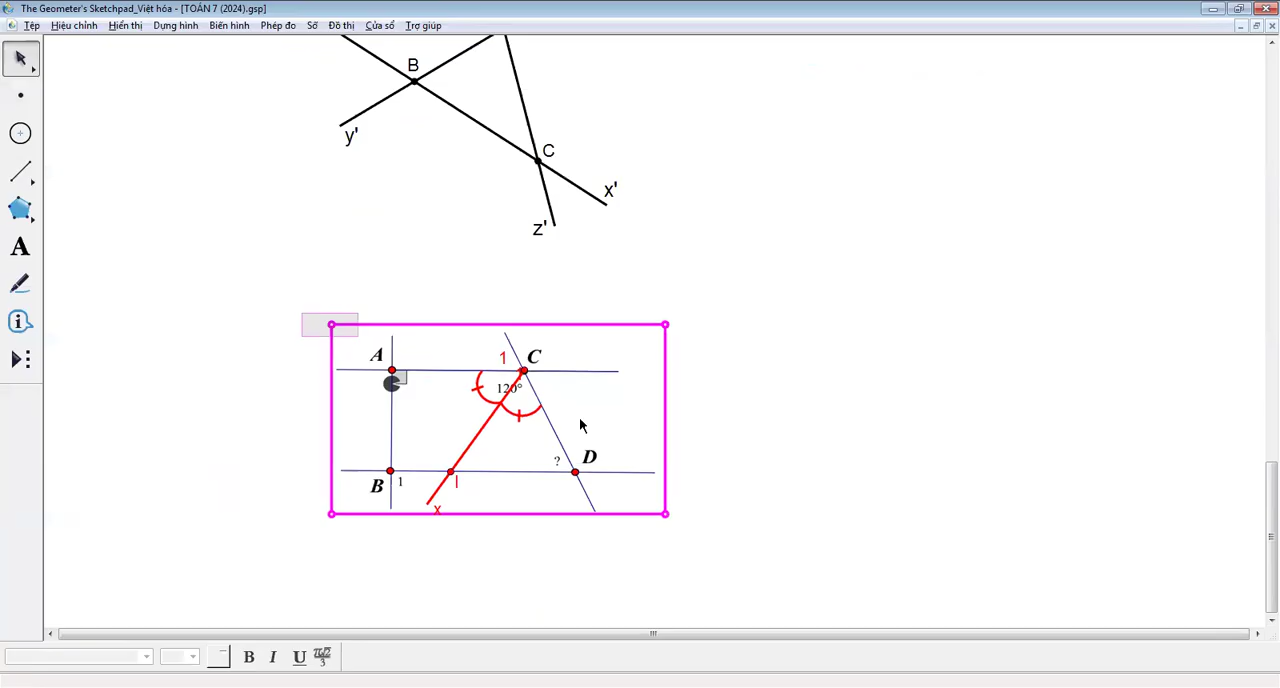 The Geometer's Sketchpad_Việt hóa - [TOÁN 7 (2024).gsp]
Tệp Hiệu chỉnh Hiển thị Dựng hình Biến hình Phép đo Số Đồ thị Cửa sổ Trợ giúp
B
y'
C
x'
z'
A
1 C
120°
? D
B 1
I
x
A
B I U